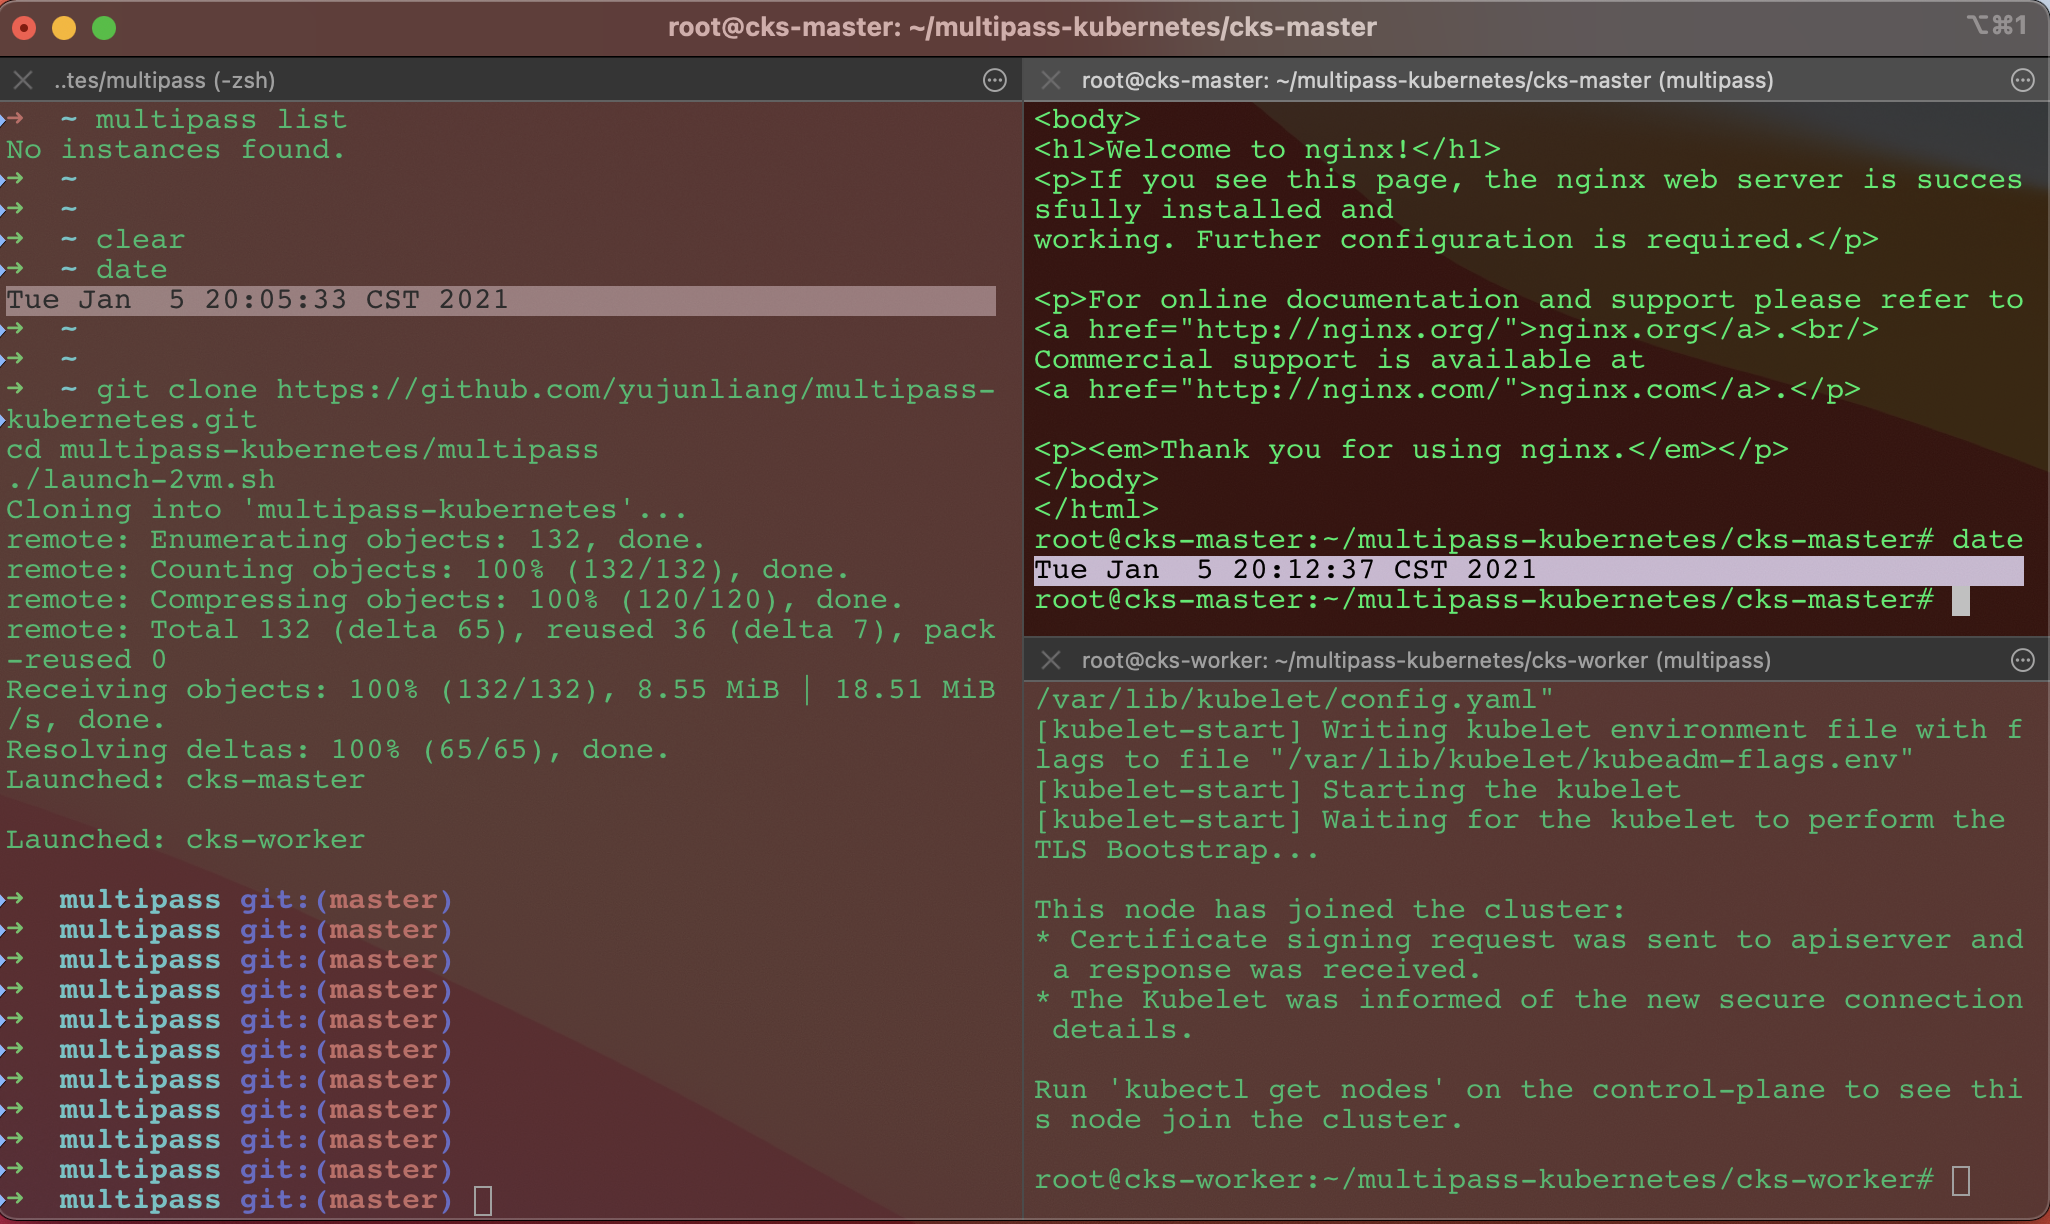 root@cks-master: ~/multipass-kubernetes/cks-master
⌥⌘1
..tes/multipass (-zsh)
➜  ~ multipass list
No instances found.
➜  ~
➜  ~
➜  ~ clear
➜  ~ date
Tue Jan  5 20:05:33 CST 2021
➜  ~
➜  ~
➜  ~ git clone https://github.com/yujunliang/multipass-
kubernetes.git
cd multipass-kubernetes/multipass
./launch-2vm.sh
Cloning into 'multipass-kubernetes'...
remote: Enumerating objects: 132, done.
remote: Counting objects: 100% (132/132), done.
remote: Compressing objects: 100% (120/120), done.
remote: Total 132 (delta 65), reused 36 (delta 7), pack
-reused 0
Receiving objects: 100% (132/132), 8.55 MiB | 18.51 MiB
/s, done.
Resolving deltas: 100% (65/65), done.
Launched: cks-master
Launched: cks-worker
➜  multipass git:(master)
➜  multipass git:(master)
➜  multipass git:(master)
➜  multipass git:(master)
➜  multipass git:(master)
➜  multipass git:(master)
➜  multipass git:(master)
➜  multipass git:(master)
➜  multipass git:(master)
➜  multipass git:(master)
➜  multipass git:(master)
root@cks-master: ~/multipass-kubernetes/cks-master (multipass)
<body>
<h1>Welcome to nginx!</h1>
<p>If you see this page, the nginx web server is succes
sfully installed and
working. Further configuration is required.</p>
<p>For online documentation and support please refer to
<a href="http://nginx.org/">nginx.org</a>.<br/>
Commercial support is available at
<a href="http://nginx.com/">nginx.com</a>.</p>
<p><em>Thank you for using nginx.</em></p>
</body>
</html>
root@cks-master:~/multipass-kubernetes/cks-master# date
Tue Jan  5 20:12:37 CST 2021
root@cks-master:~/multipass-kubernetes/cks-master#
root@cks-worker: ~/multipass-kubernetes/cks-worker (multipass)
/var/lib/kubelet/config.yaml"
[kubelet-start] Writing kubelet environment file with f
lags to file "/var/lib/kubelet/kubeadm-flags.env"
[kubelet-start] Starting the kubelet
[kubelet-start] Waiting for the kubelet to perform the
TLS Bootstrap...
This node has joined the cluster:
* Certificate signing request was sent to apiserver and
 a response was received.
* The Kubelet was informed of the new secure connection
 details.
Run 'kubectl get nodes' on the control-plane to see thi
s node join the cluster.
root@cks-worker:~/multipass-kubernetes/cks-worker#